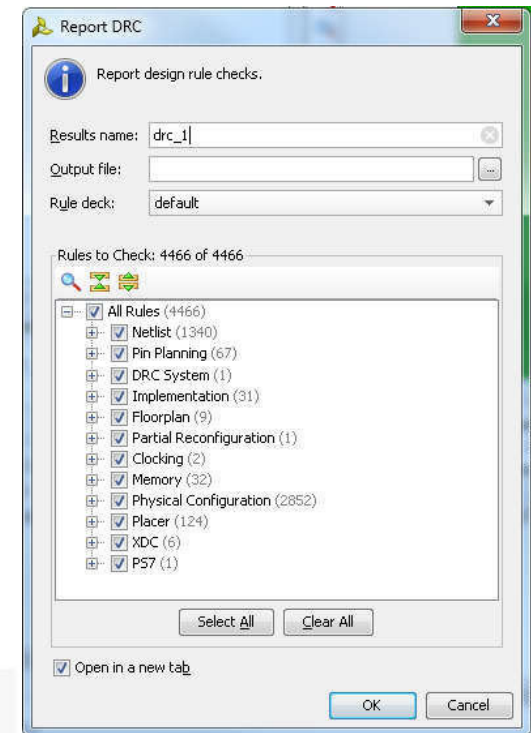 Report DRC
Report design rule checks.
Results name: drc_1
Output file:
...
Rule deck: default
Rules to Check: 4466 of 4466
All Rules (4466)
Netlist (1340)
Pin Planning (67)
DRC System (1)
Implementation (31)
Floorplan (9)
Partial Reconfiguration (1)
Clocking (2)
Memory (32)
Physical Configuration (2852)
Placer (124)
XDC (6)
PS7 (1)
Select All Clear All
Open in a new tab
OK Cancel